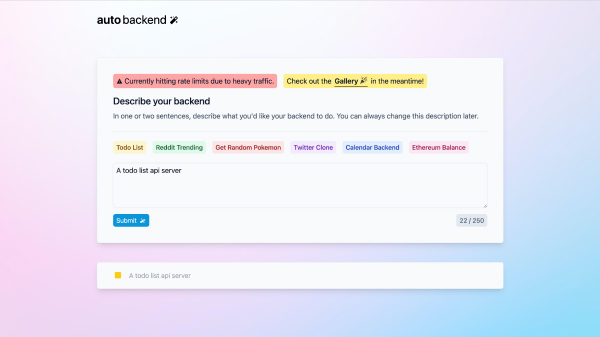 auto backend
Currently hitting rate limits due to heavy traffic. Check out the Gallery in the meantime!
Describe your backend
In one or two sentences, describe what you'd like your backend to do. You can always change this description later.
Todo List Reddit Trending Get Random Pokemon Twitter Clone Calendar Backend Ethereum Balance
A todo list api server
Submit 22 / 250
A todo list api server